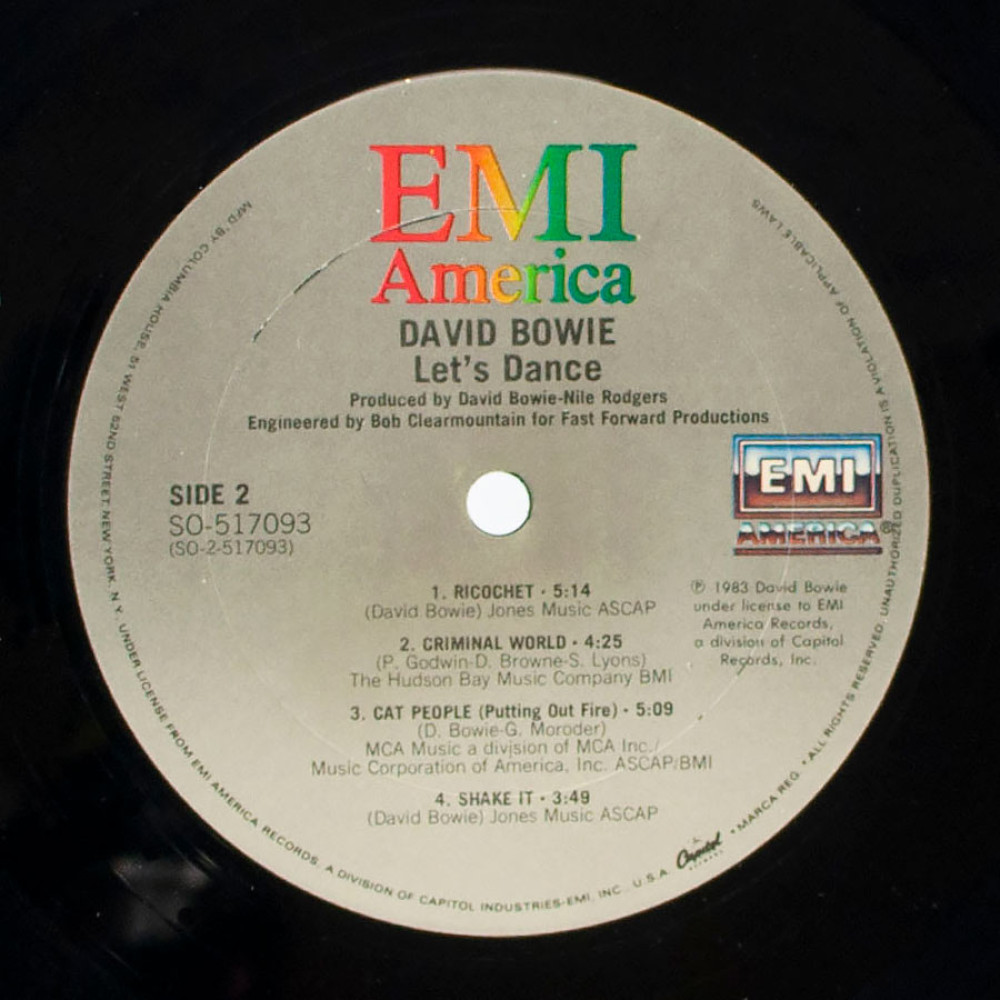 EMI
America
DAVID BOWIE
Let's Dance
Produced by David Bowie-Nile Rodgers
Engineered by Bob Clearmountain for Fast Forward Productions
EMI
AMERICA®
SIDE 2
SO-517093
(SO-2-517093)
1. RICOCHET · 5:14
(David Bowie) Jones Music ASCAP
2. CRIMINAL WORLD · 4:25
(P. Godwin-D. Browne-S. Lyons)
The Hudson Bay Music Company BMI
3. CAT PEOPLE (Putting Out Fire) · 5:09
(D. Bowie-G. Moroder)
MCA Music a division of MCA Inc./
Music Corporation of America, Inc. ASCAP/BMI
4. SHAKE IT · 3:49
(David Bowie) Jones Music ASCAP
℗ 1983 David Bowie
under license to EMI
America Records,
a division of Capitol
Records, Inc.
MFD. BY COLUMBIA HOUSE, 51 WEST 52ND STREET, NEW YORK, N.Y. UNDER LICENSE FROM EMI AMERICA RECORDS, A DIVISION OF CAPITOL INDUSTRIES-EMI, INC. U.S.A. Capitol • MARCA REG. • ALL RIGHTS RESERVED. UNAUTHORIZED DUPLICATION IS A VIOLATION OF APPLICABLE LAWS